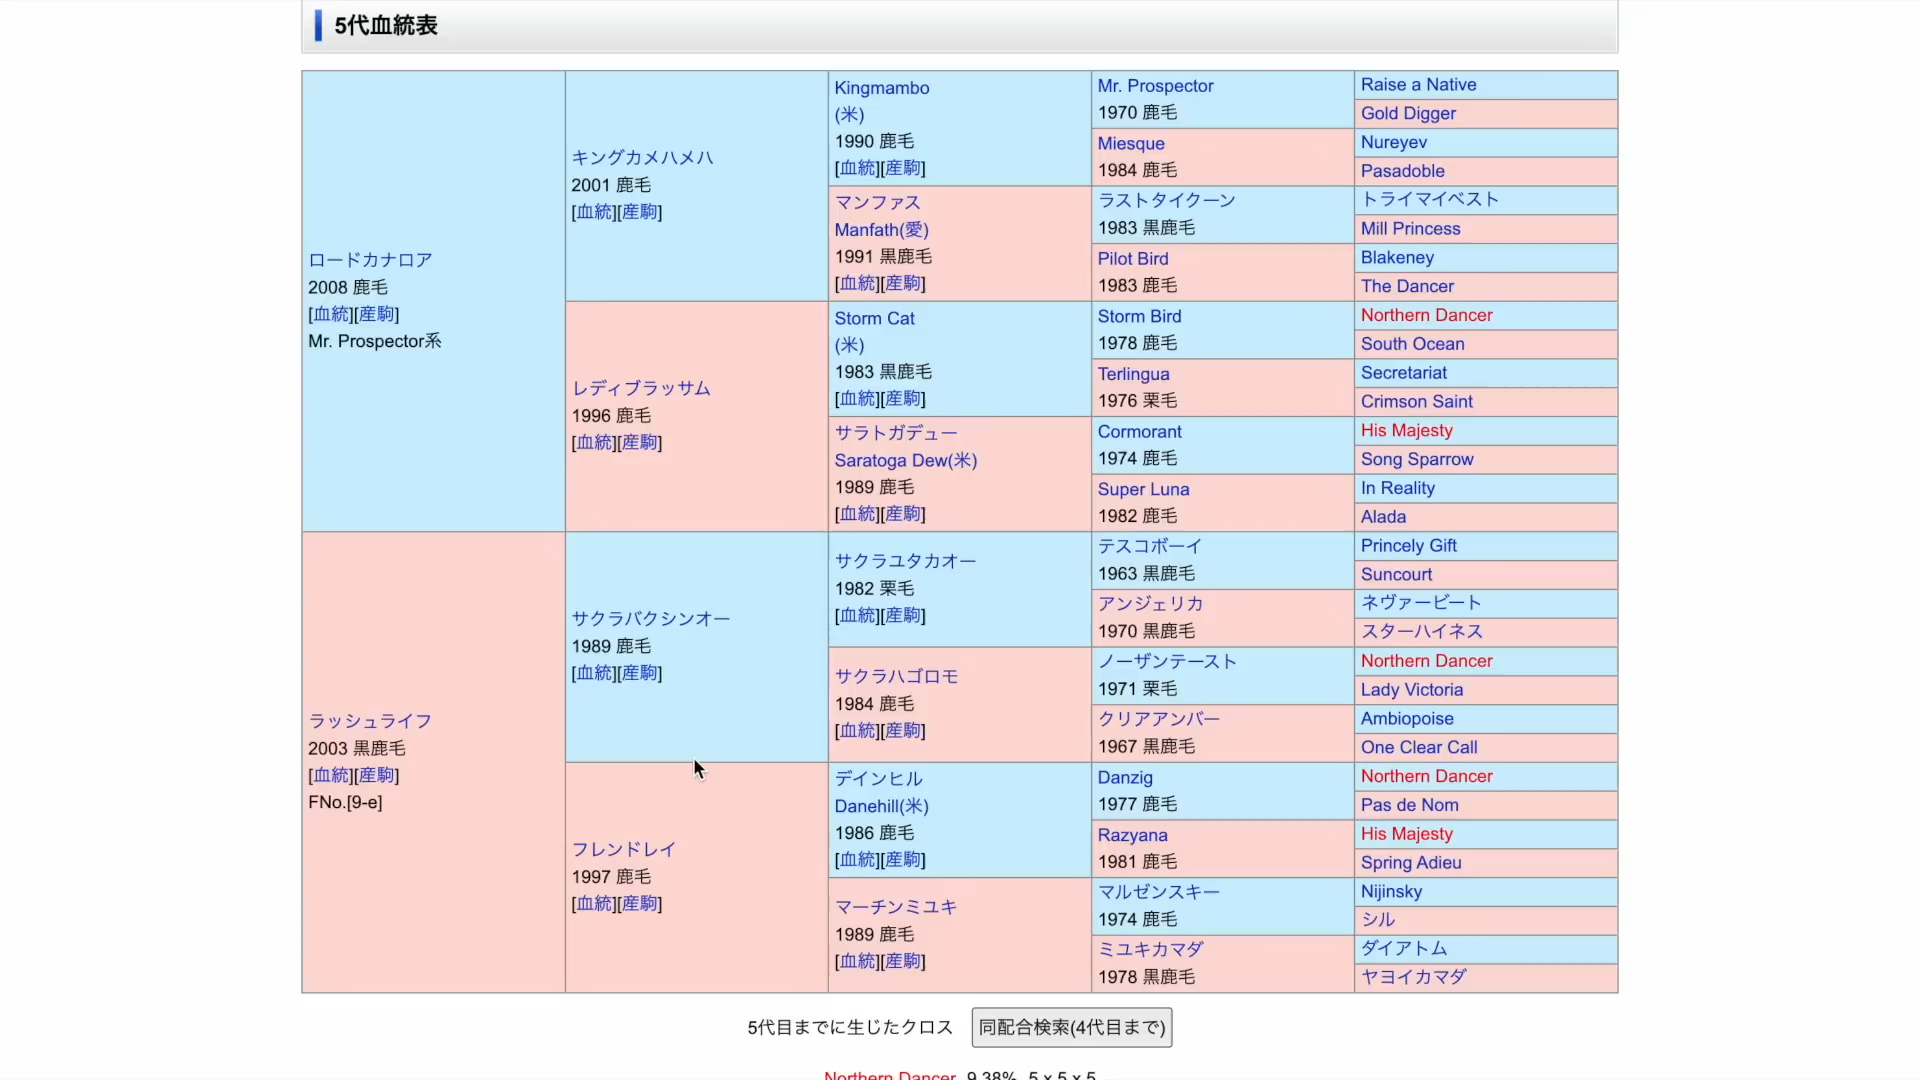 5代血統表
ロードカナロア
2008 鹿毛
[血統][産駒]
Mr. Prospector系
キングカメハメハ
2001 鹿毛
[血統][産駒]
Kingmambo
(米)
1990 鹿毛
[血統][産駒]
Mr. Prospector
1970 鹿毛
Raise a Native
Gold Digger
Miesque
1984 鹿毛
Nureyev
Pasadoble
マンファス
Manfath(愛)
1991 黒鹿毛
[血統][産駒]
ラストタイクーン
1983 黒鹿毛
トライマイベスト
Mill Princess
Pilot Bird
1983 鹿毛
Blakeney
The Dancer
レディブラッサム
1996 鹿毛
[血統][産駒]
Storm Cat
(米)
1983 黒鹿毛
[血統][産駒]
Storm Bird
1978 鹿毛
Northern Dancer
South Ocean
Terlingua
1976 栗毛
Secretariat
Crimson Saint
サラトガデュー
Saratoga Dew(米)
1989 鹿毛
[血統][産駒]
Cormorant
1974 鹿毛
His Majesty
Song Sparrow
Super Luna
1982 鹿毛
In Reality
Alada
ラッシュライフ
2003 黒鹿毛
[血統][産駒]
FNo.[9-e]
サクラバクシンオー
1989 鹿毛
[血統][産駒]
サクラユタカオー
1982 栗毛
[血統][産駒]
テスコボーイ
1963 黒鹿毛
Princely Gift
Suncourt
アンジェリカ
1970 黒鹿毛
ネヴァービート
スターハイネス
サクラハゴロモ
1984 鹿毛
[血統][産駒]
ノーザンテースト
1971 栗毛
Northern Dancer
Lady Victoria
クリアアンバー
1967 黒鹿毛
Ambiopoise
One Clear Call
フレンドレイ
1997 鹿毛
[血統][産駒]
デインヒル
Danehill(米)
1986 鹿毛
[血統][産駒]
Danzig
1977 鹿毛
Northern Dancer
Pas de Nom
Razyana
1981 鹿毛
His Majesty
Spring Adieu
マーチンミユキ
1989 鹿毛
[血統][産駒]
マルゼンスキー
1974 鹿毛
Nijinsky
シル
ミユキカマダ
1978 黒鹿毛
ダイアトム
ヤヨイカマダ
5代目までに生じたクロス 同配合検索(4代目まで)
Northern Dancer 9.38% 5 x 5 x 5